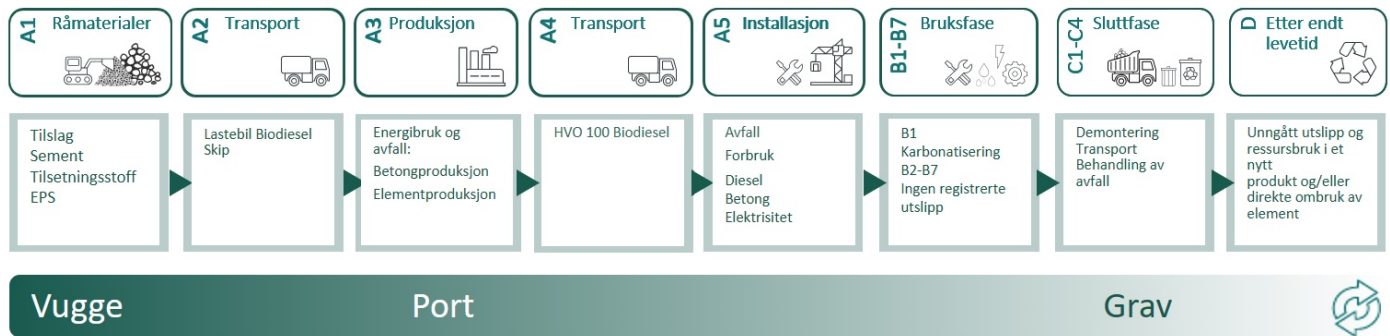 A1 Råmaterialer
A2 Transport
A3 Produksjon
A4 Transport
A5 Installasjon
B1-B7 Bruksfase
C1-C4 Sluttfase
D Etter endt
levetid
Tilslag
Sement
Tilsetningsstoff
EPS
Lastebil Biodiesel
Skip
Energibruk og
avfall:
Betongproduksjon
Elementproduksjon
HVO 100 Biodiesel
Avfall
Forbruk
Diesel
Betong
Elektrisitet
B1
Karbonatisering
B2-B7
Ingen registrerte
utslipp
Demontering
Transport
Behandling av
avfall
Unngått utslipp og
ressursbruk i et
nytt
produkt og/eller
direkte ombruk av
element
Vugge
Port
Grav